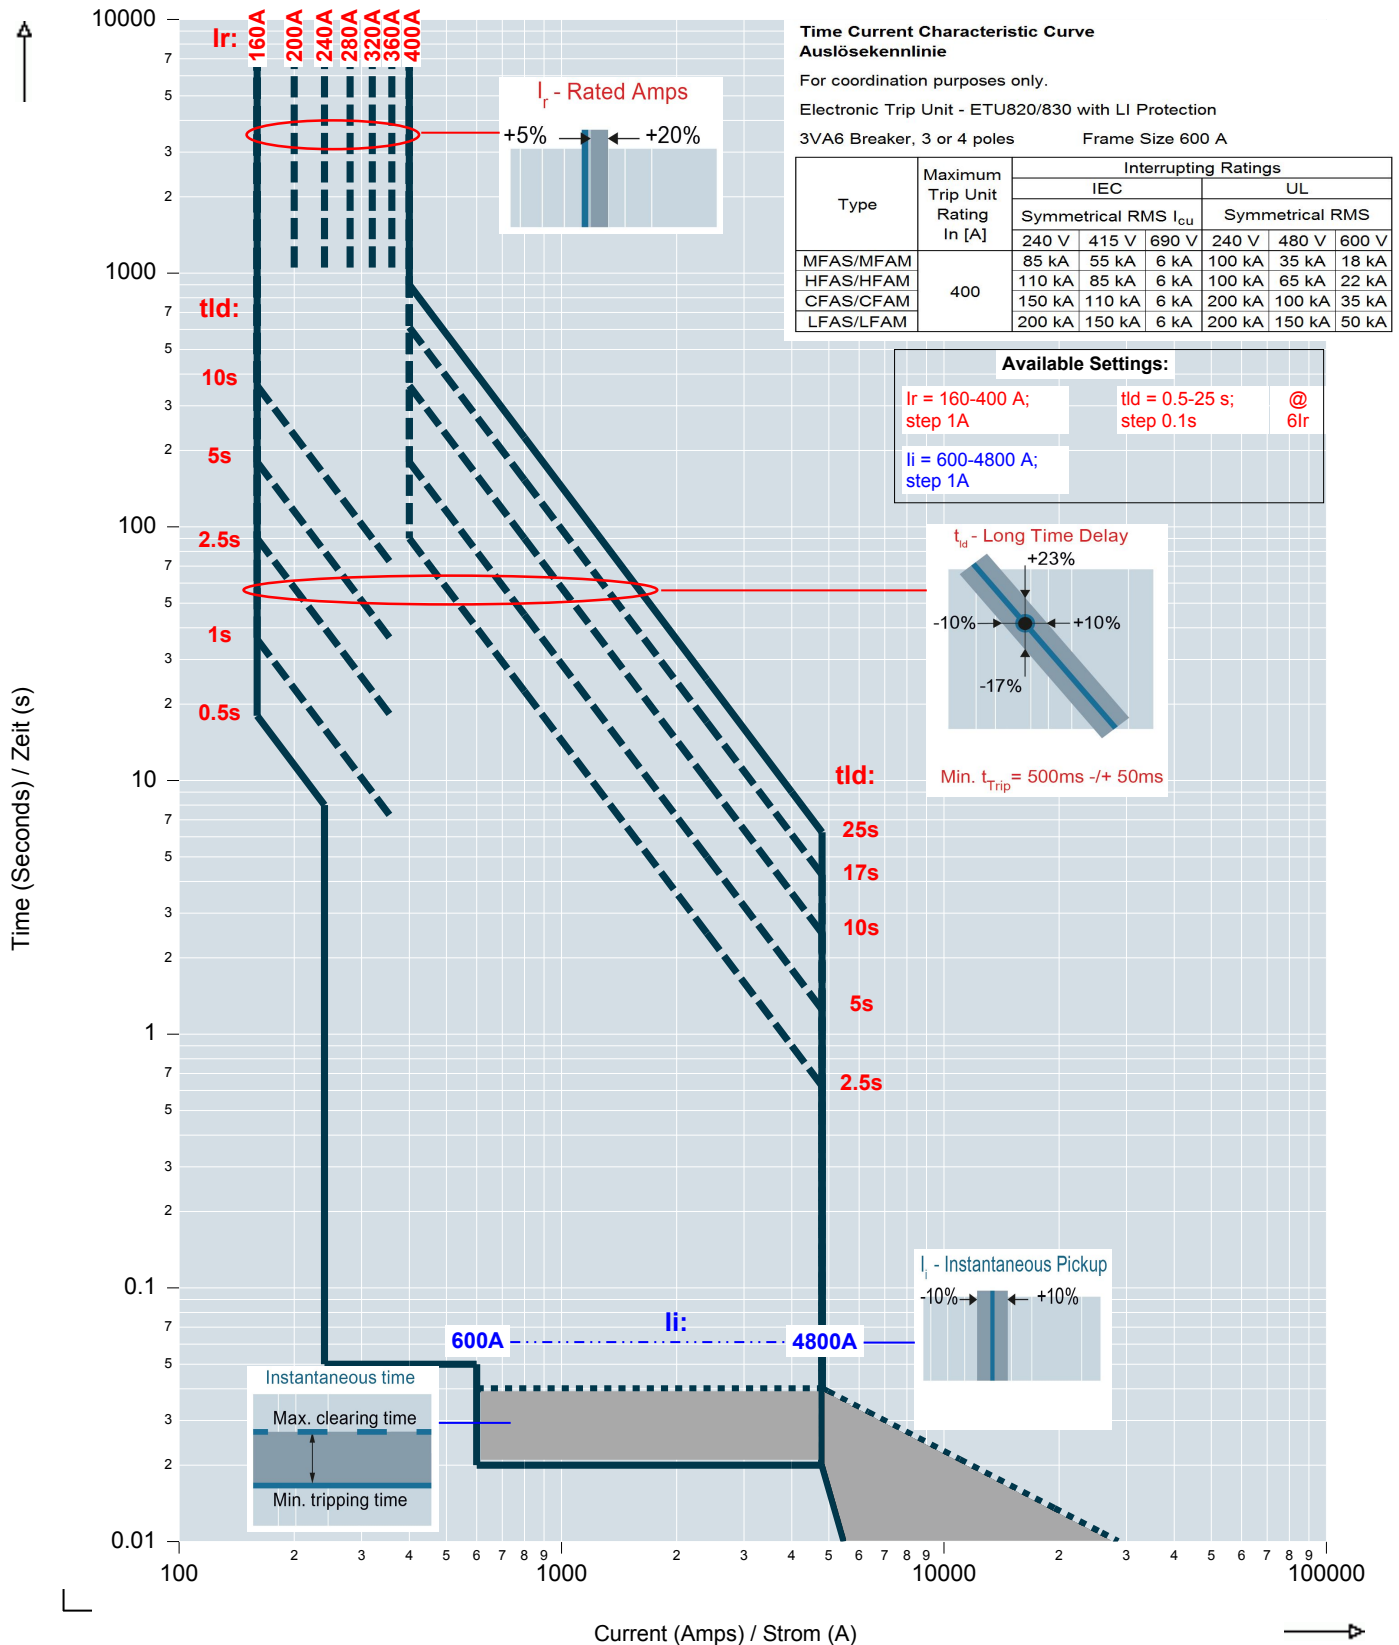 Time Current Characteristic Curve
Auslösekennlinie
For coordination purposes only.
Electronic Trip Unit - ETU820/830 with LI Protection
3VA6 Breaker, 3 or 4 poles Frame Size 600 A
Type Maximum Trip Unit Rating In [A] Interrupting Ratings
IEC UL
Symmetrical RMS Icu Symmetrical RMS
240 V 415 V 690 V 240 V 480 V 600 V
MFAS/MFAM 400 85 kA 55 kA 6 kA 100 kA 35 kA 18 kA
HFAS/HFAM 110 kA 85 kA 6 kA 100 kA 65 kA 22 kA
CFAS/CFAM 150 kA 110 kA 6 kA 200 kA 100 kA 35 kA
LFAS/LFAM 200 kA 150 kA 6 kA 200 kA 150 kA 50 kA
Available Settings:
Ir = 160-400 A;
step 1A
tld = 0.5-25 s;
step 0.1s
@
6Ir
Ii = 600-4800 A;
step 1A
Ir:
160A
200A
240A
280A
320A
360A
400A
Ir - Rated Amps
+5% +20%
tld:
10s
5s
2.5s
1s
0.5s
tld - Long Time Delay
+23%
-10% +10%
-17%
Min. tTrip= 500ms -/+ 50ms
tld:
25s
17s
10s
5s
2.5s
Ii - Instantaneous Pickup
-10% +10%
Ii:
600A 4800A
Instantaneous time
Max. clearing time
Min. tripping time
10000
7
5
3
2
1000
7
5
3
2
100
7
5
3
2
10
7
5
3
2
1
7
5
3
2
0.1
7
5
3
2
0.01
2 3 4 5 6 7 8 9 2 3 4 5 6 7 8 9 2 3 4 5 6 7 8 9
100 1000 10000 100000
Time (Seconds) / Zeit (s)
Current (Amps) / Strom (A)